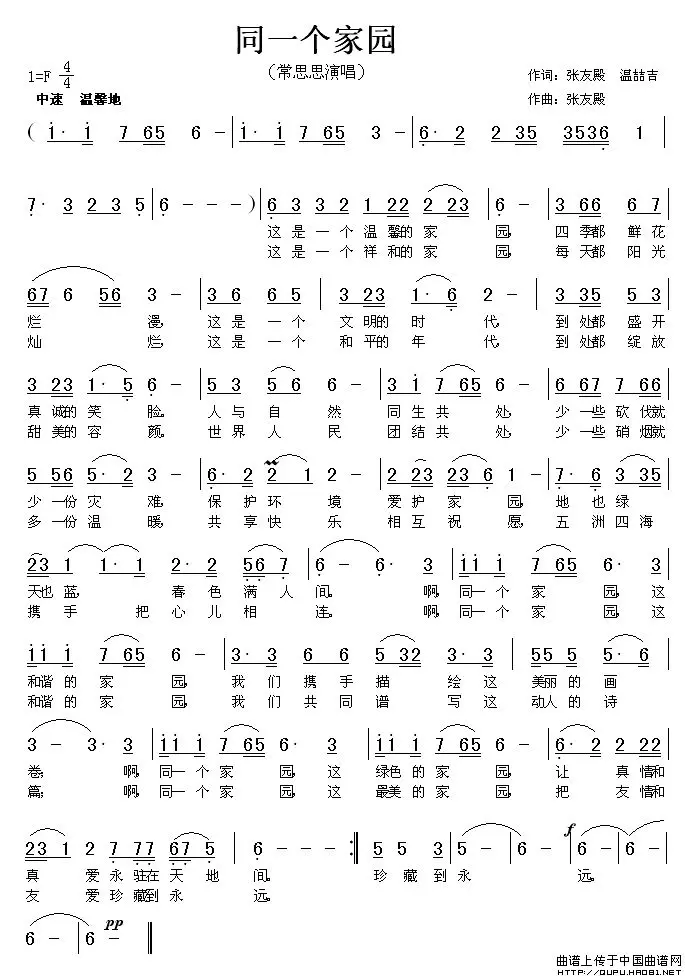 同一个家园
(常思思演唱)
1=F 4/4
作词：张友殿 温喆吉
中速 温馨地
作曲：张友殿
( i· i 7 65 6 - | i· i 7 65 3 - | 6· 2 2 35 3536 1 |
7· 3 2 3 5 | 6 - - - ) | 6 3 3 2 1 22 2 23 | 6 - 3 66 6 7 |
这是一个温馨的家 园，四季都 鲜花
这是一个祥和的家 园，每天都 阳光
67 6 56 3 - | 3 6 6 5 | 3 23 1· 6 2 - | 3 35 5 3 |
烂 漫，这是一个 文明的时 代，到处都 盛开
灿 烂，这是一个 和平的年 代，到处都 绽放
3 23 1· 5 6 - | 5 3 5 6 6 - | 3 i 7 65 6 - | 6 67 7 66 |
真诚的笑 脸。人与自 然 同生共 处，少一些砍伐就
甜美的容 颜。世界人 民 团结共 处，少一些硝烟就
5 56 5· 2 3 - | 6· 2 2 1 2 - | 2 23 23 6 1 - | 7· 6 3 35 |
少一份灾 难，保护环 境 爱护家 园，地也绿
多一份温 暖，共享快 乐 相互祝 愿，五洲四海
23 1 1· 1 2· 2 56 7 | 6 - 6· 3 | ii i 7 65 6· 3 |
天也蓝， 春色满人 间。 啊，同一个家 园，这
携手 把心儿相 连。 啊，同一个家 园，这
ii i 7 65 6 - | 3· 3 6 6 5 32 3· 3 | 55 5 3 5 |
和谐的家 园，我们携手描 绘这 美丽的画
和谐的家 园，我们共同谱 写这 动人的诗
3 - 3· 3 | ii i 7 65 6· 3 | ii i 7 65 6· 3 | 6· 2 2 22 |
卷； 啊，同一个家 园，这 绿色的家 园，让 真情和
篇； 啊，同一个家 园，这 最美的家 园，把 友情和
f
23 1 2 7 77 67 5 | 6 - - :‖ 5 5 3 | 6 - 6 - | 6 - - - |
真 爱永驻在天地 间。 珍藏到永 远。
友 爱珍藏到永 远。
pp
6 - 6 - ‖
曲谱上传于中国曲谱网
http://QUPU.HAO81.NET